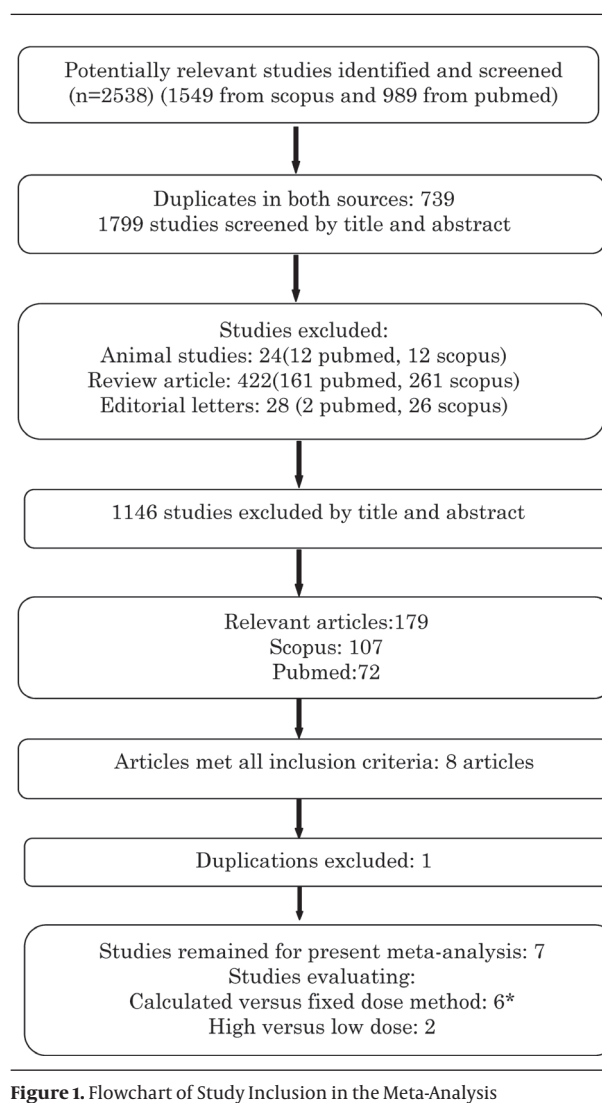 Potentially relevant studies identified and screened
(n=2538) (1549 from scopus and 989 from pubmed)
Duplicates in both sources: 739
1799 studies screened by title and abstract
Studies excluded:
Animal studies: 24(12 pubmed, 12 scopus)
Review article: 422(161 pubmed, 261 scopus)
Editorial letters: 28 (2 pubmed, 26 scopus)
1146 studies excluded by title and abstract
Relevant articles:179
Scopus: 107
Pubmed:72
Articles met all inclusion criteria: 8 articles
Duplications excluded: 1
Studies remained for present meta-analysis: 7
Studies evaluating:
Calculated versus fixed dose method: 6*
High versus low dose: 2
Figure 1. Flowchart of Study Inclusion in the Meta-Analysis